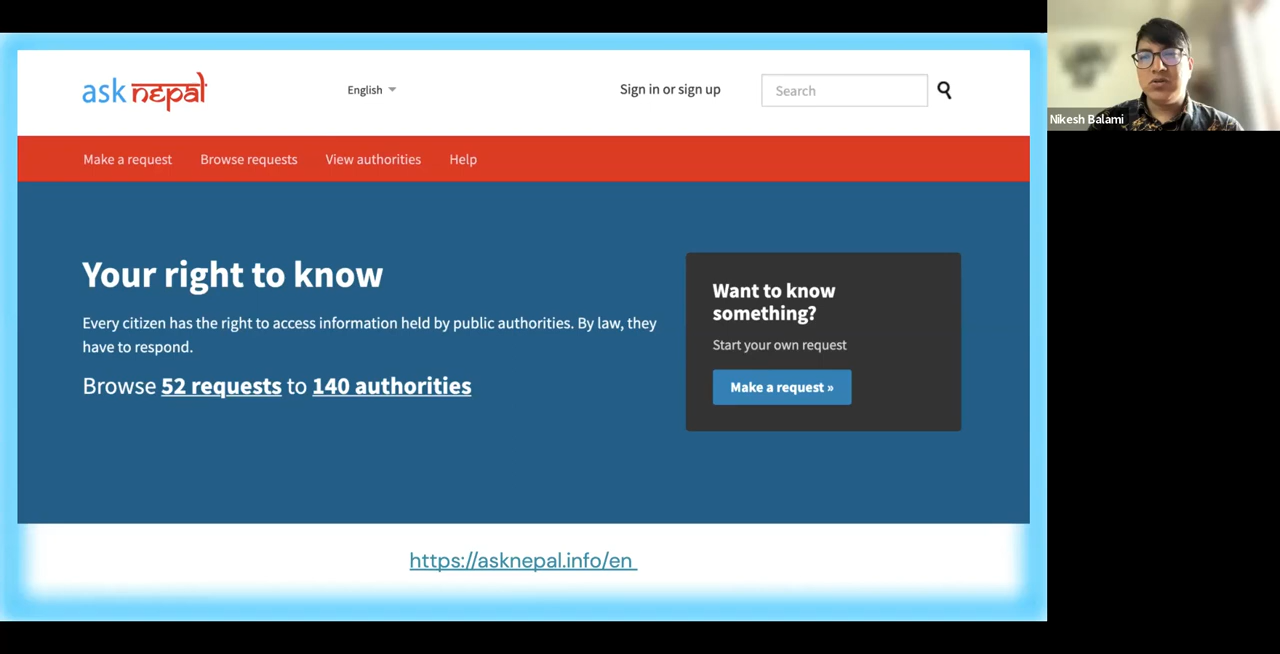 ask nepal
English
Sign in or sign up
Search
Nikesh Balami
Make a request
Browse requests
View authorities
Help
Your right to know
Every citizen has the right to access information held by public authorities. By law, they
have to respond.
Browse 52 requests to 140 authorities
Want to know
something?
Start your own request
Make a request »
https://asknepal.info/en